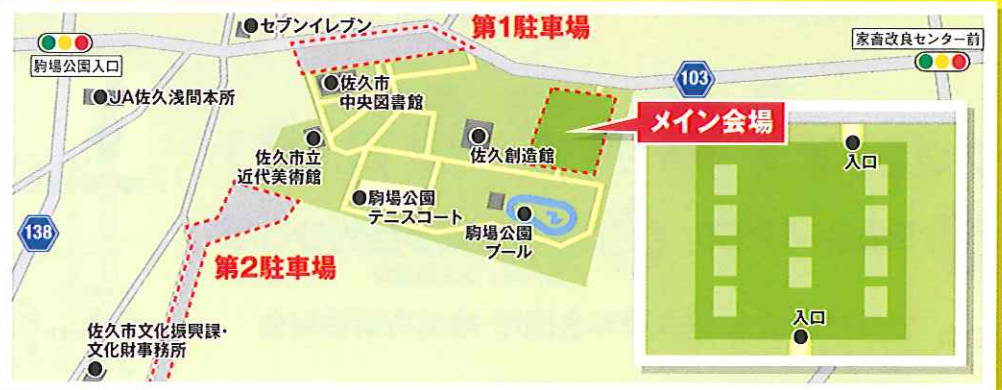 セブンイレブン
第1駐車場
家畜改良センター前
駒場公園入口
103
JA佐久浅間本所
佐久市
中央図書館
メイン会場
佐久市立
近代美術館
佐久創造館
入口
駒場公園
テニスコート
駒場公園
プール
138
第2駐車場
入口
佐久市文化振興課・
文化財事務所